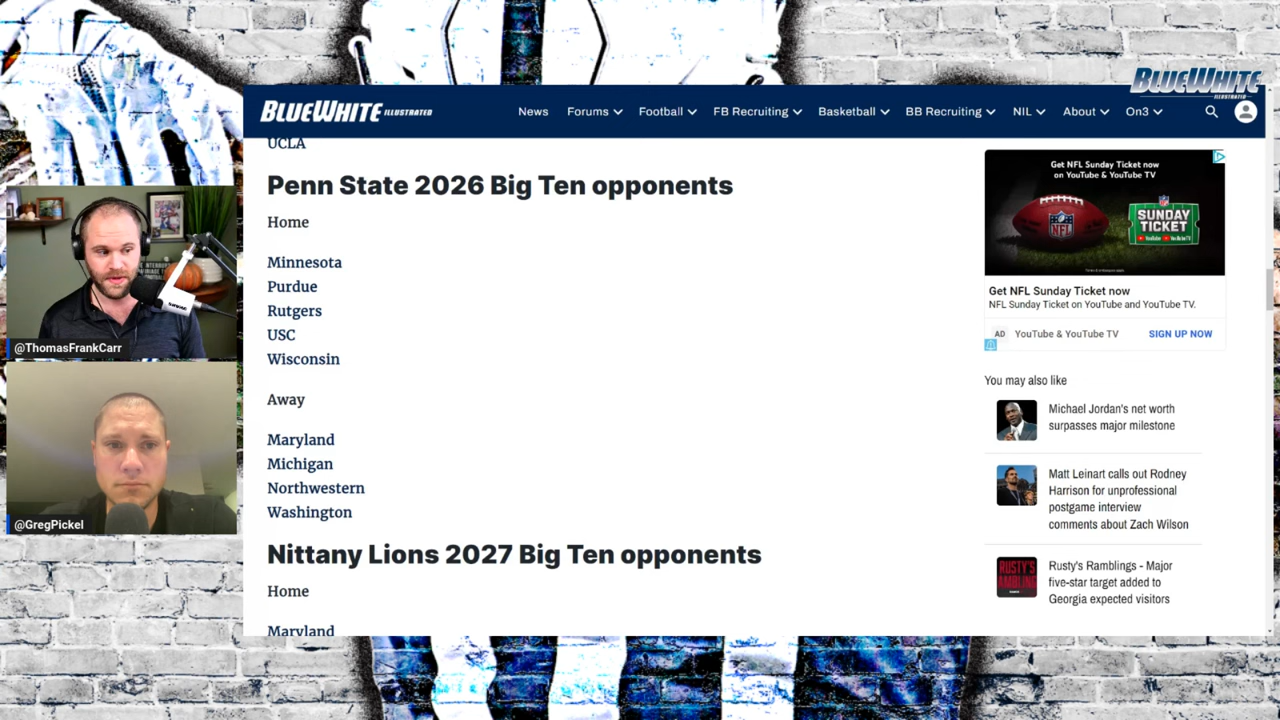 BLUEWHITE
ILLUSTRATED
BLUEWHITE ILLUSTRATED
News Forums Football FB Recruiting Basketball BB Recruiting NIL About On3
UCLA
Penn State 2026 Big Ten opponents
Home
Minnesota
Purdue
Rutgers
USC
Wisconsin
Away
Maryland
Michigan
Northwestern
Washington
Nittany Lions 2027 Big Ten opponents
Home
Maryland
Get NFL Sunday Ticket now
on YouTube & YouTube TV
NFL
SUNDAY
TICKET
Get NFL Sunday Ticket now
NFL Sunday Ticket on YouTube and YouTube TV.
AD YouTube & YouTube TV SIGN UP NOW
You may also like
Michael Jordan's net worth
surpasses major milestone
Matt Leinart calls out Rodney
Harrison for unprofessional
postgame interview
comments about Zach Wilson
RUSTY'S
RAMBLINGS
Rusty's Ramblings - Major
five-star target added to
Georgia expected visitors
SHURE
@ThomasFrankCarr
@GregPickel